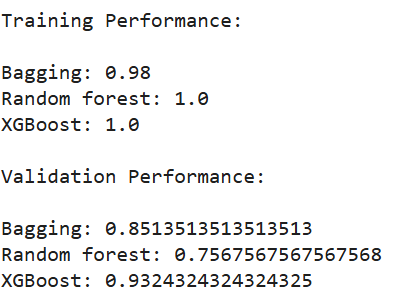 Training Performance:
Bagging: 0.98
Random forest: 1.0
XGBoost: 1.0
Validation Performance:
Bagging: 0.8513513513513513
Random forest: 0.7567567567567568
XGBoost: 0.9324324324324325